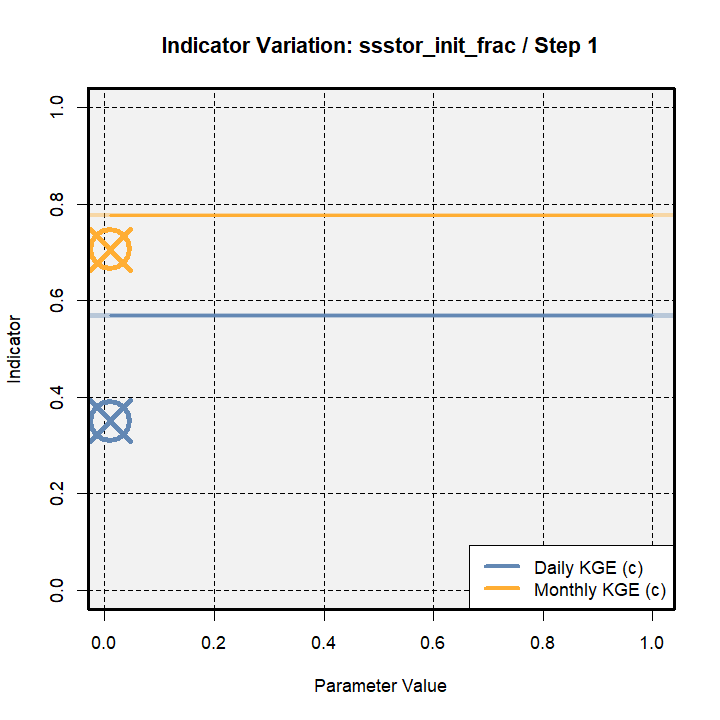 Indicator Variation: ssstor_init_frac / Step 1
1.0
0.8
0.6
0.4
0.2
0.0
Indicator
Daily KGE (c)
Monthly KGE (c)
0.0 0.2 0.4 0.6 0.8 1.0
Parameter Value